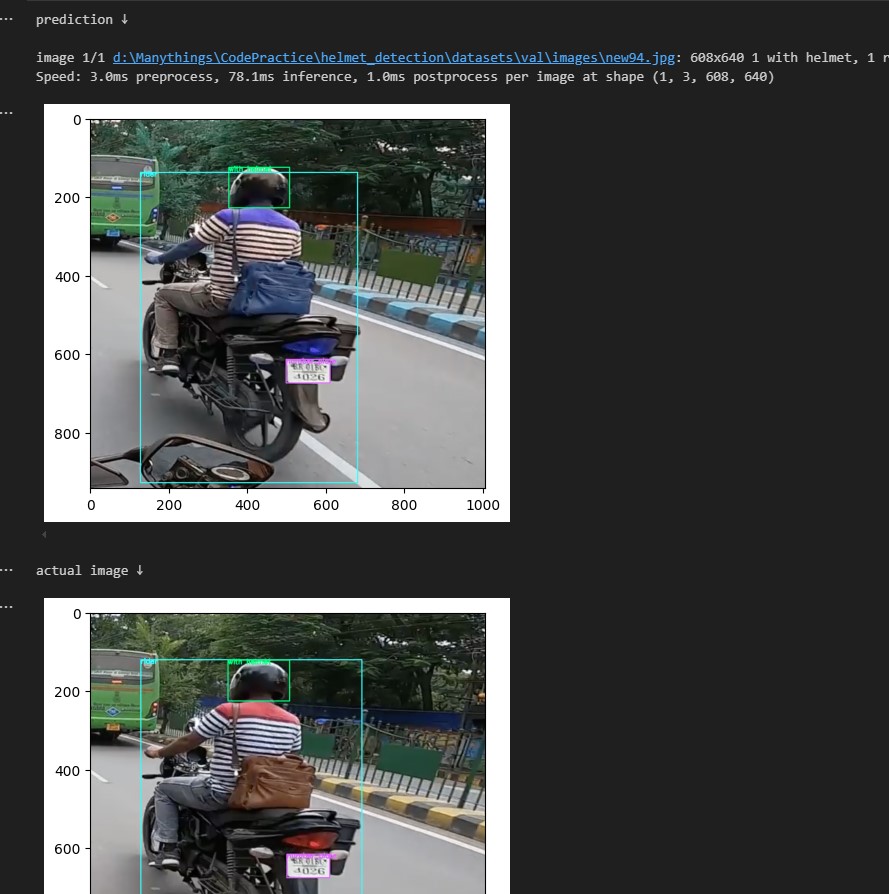 prediction ↓
image 1/1 d:\Manythings\CodePractice\helmet_detection\datasets\val\images\new94.jpg: 608x640 1 with helmet, 1 r
Speed: 3.0ms preprocess, 78.1ms inference, 1.0ms postprocess per image at shape (1, 3, 608, 640)
0
200
400
600
800
rider
with helmet
4026
0 200 400 600 800 1000
actual image ↓
0
200
400
600
rider
with helmet
4026